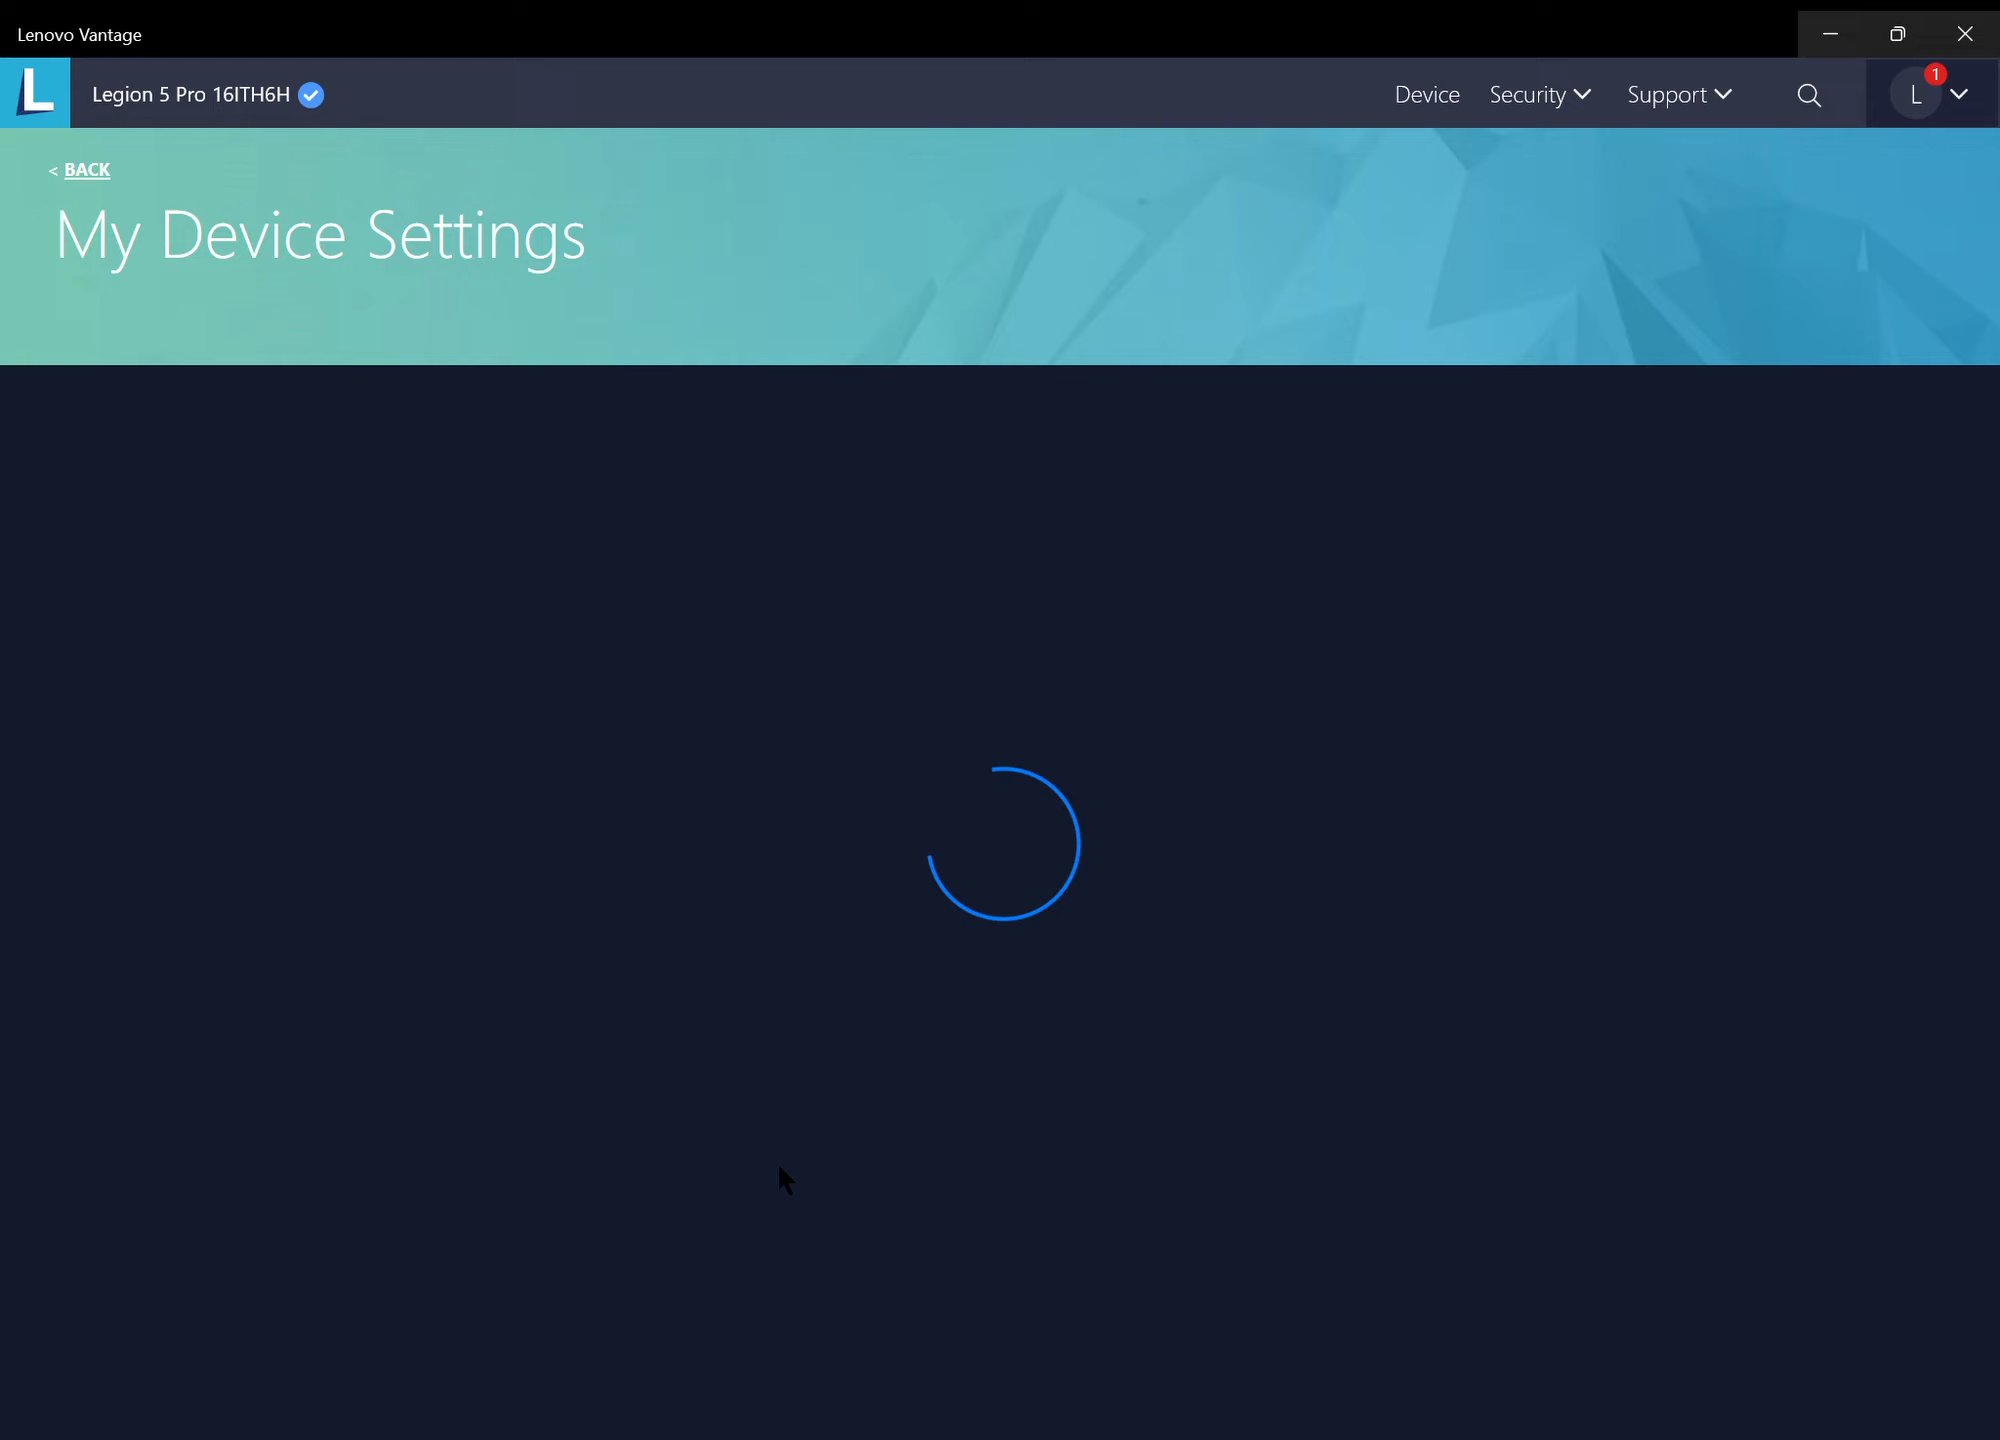 Lenovo Vantage
L Legion 5 Pro 16ITH6H Device Security Support L 1
< BACK
My Device Settings